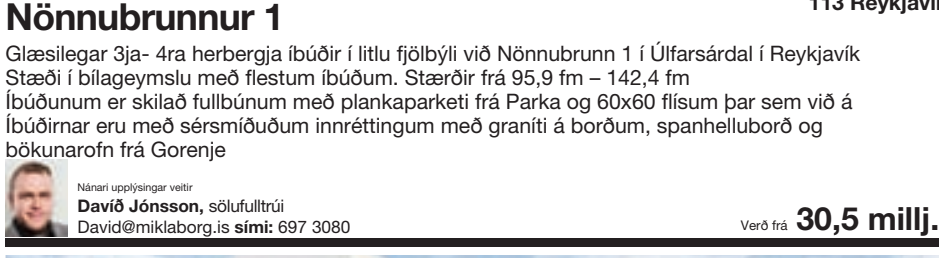 113 Reykjavík
Nönnubrunnur 1
Glæsilegar 3ja- 4ra herbergja íbúðir í litlu fjölbýli við Nönnubrunn 1 í Úlfarsárdal í Reykjavík
Stæði í bílageymslu með flestum íbúðum. Stærðir frá 95,9 fm – 142,4 fm
Íbúðunum er skilað fullbúnum með plankaparketi frá Parka og 60x60 flísum þar sem við á
Íbúðirnar eru með sérsmíðuðum innréttingum með graníti á borðum, spanhelluborð og
bökunarofn frá Gorenje
Nánari upplýsingar veitir
Davíð Jónsson, sölufulltrúi
David@miklaborg.is sími: 697 3080
Verð frá 30,5 millj.